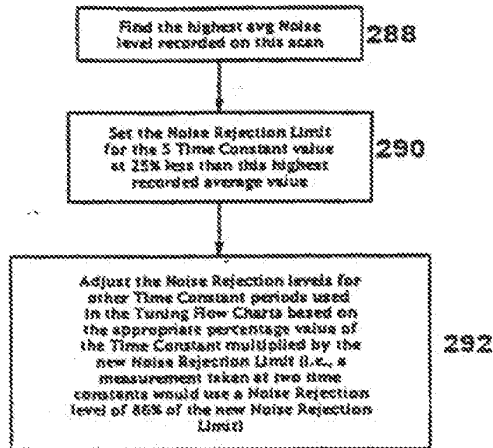 Find the highest avg Noise
level recorded on this scan
288
Set the Noise Rejection Limit
for the 5 Time Constant value
at 25% less than this highest
recorded average value
290
Adjust the Noise Rejection levels for
other Time Constant periods used
in the Tuning Flow Charts based on
the appropriate percentage value of
the Time Constant multiplied by the
new Noise Rejection Limit (i.e., a
measurement taken at two time
constants would use a Noise Rejection
level of 86% of the new Noise Rejection
Limit)
292